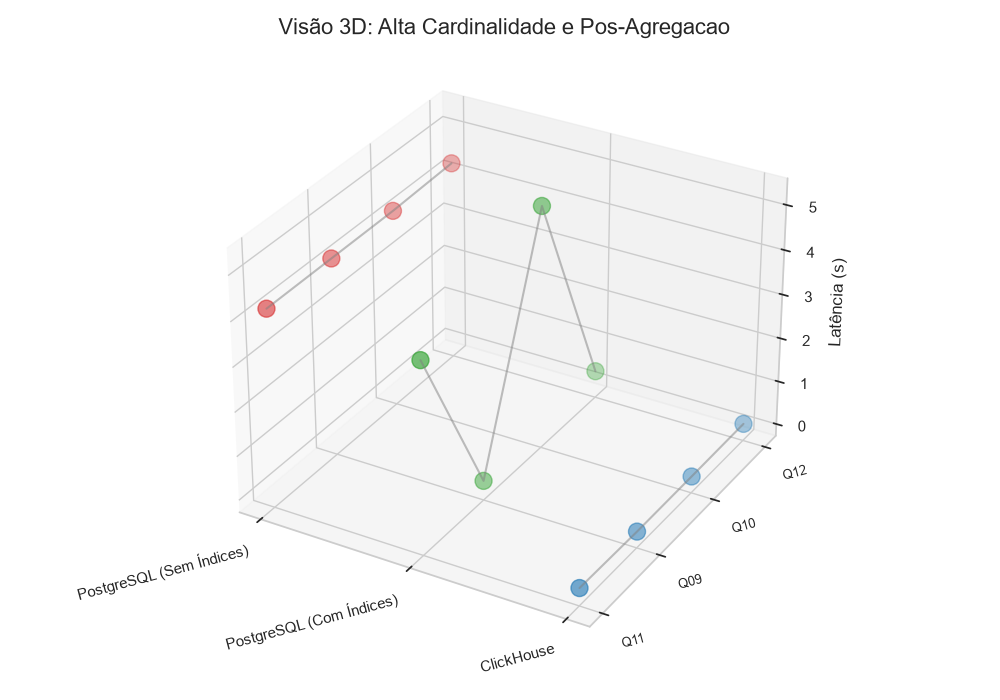 Visão 3D: Alta Cardinalidade e Pos-Agregacao
5
4
3
2
1
0
Latência (s)
Q12
Q10
Q09
Q11
PostgreSQL (Sem Índices)
PostgreSQL (Com Índices)
ClickHouse